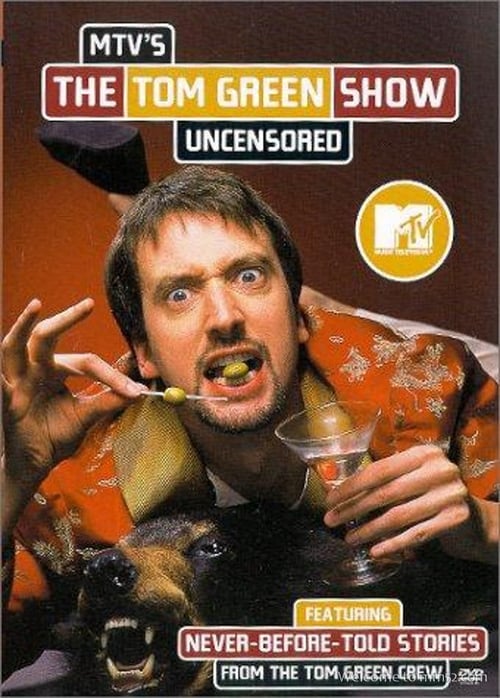 MTV'S
THE TOM GREEN SHOW
UNCENSORED
MTV
MUSIC TELEVISION
FEATURING
NEVER-BEFORE-TOLD STORIES
FROM THE TOM GREEN CREW
DVD